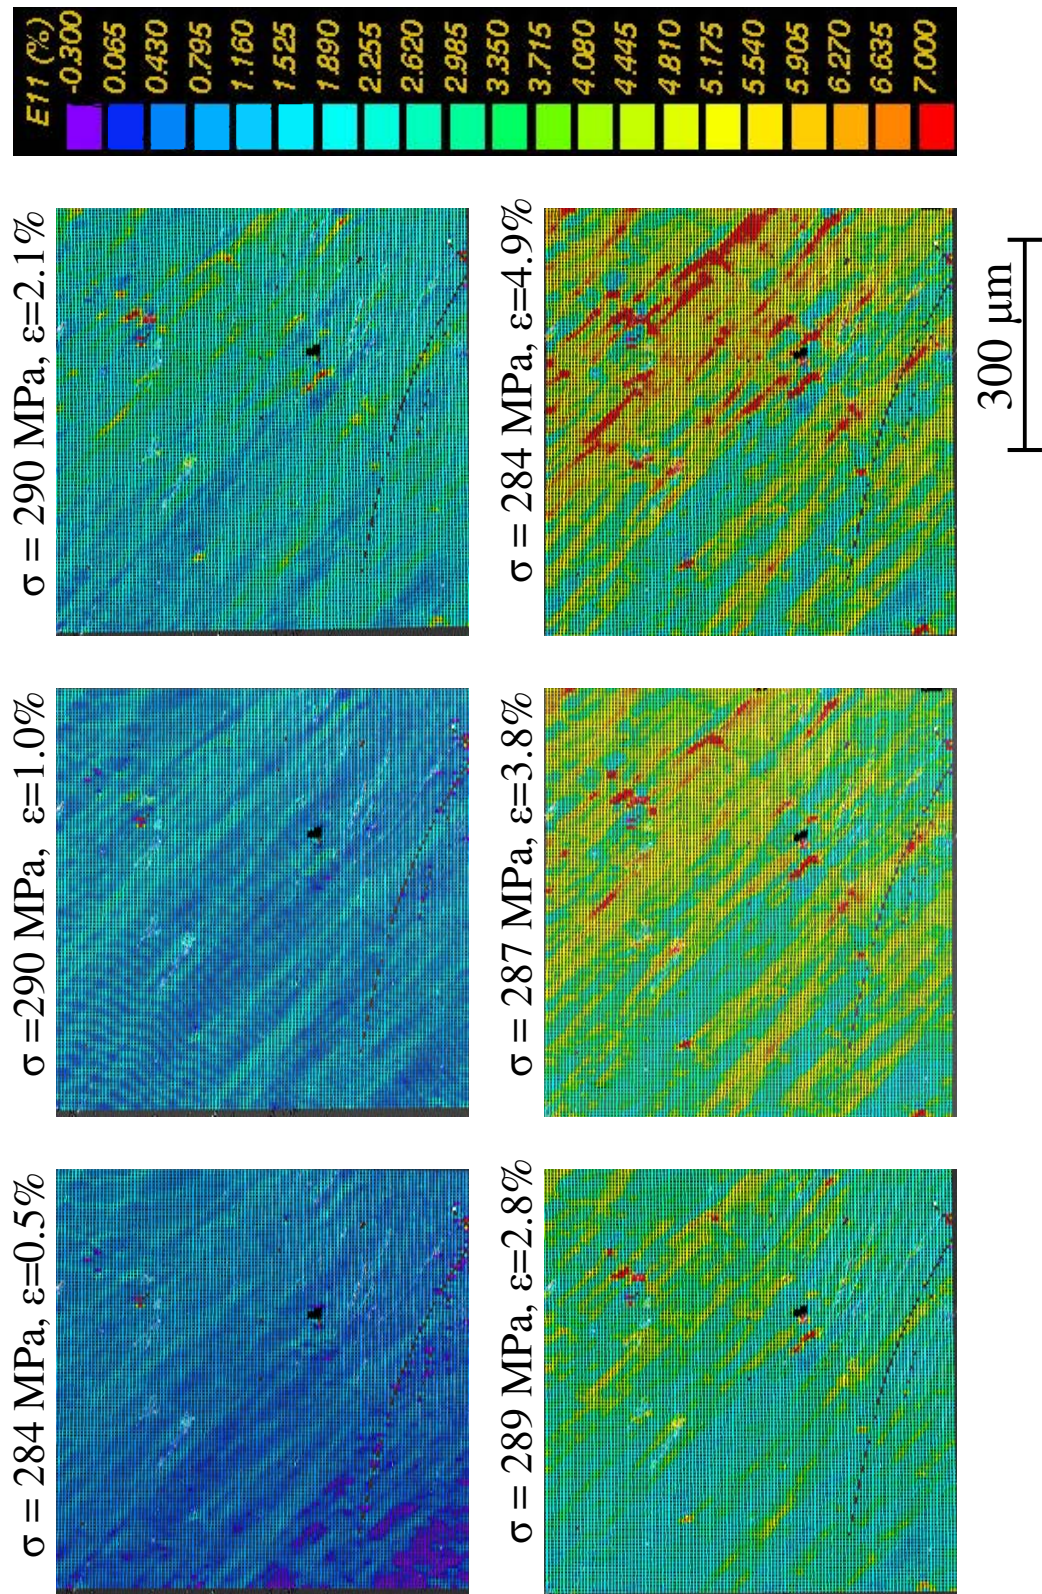 σ = 284 MPa, ε=0.5%
σ =290 MPa, ε=1.0%
σ = 290 MPa, ε=2.1%
σ = 289 MPa, ε=2.8%
σ = 287 MPa, ε=3.8%
σ = 284 MPa, ε=4.9%
E11 (%)
-0.300
0.065
0.430
0.795
1.160
1.525
1.890
2.255
2.620
2.985
3.350
3.715
4.080
4.445
4.810
5.175
5.540
5.905
6.270
6.635
7.000
300 μm